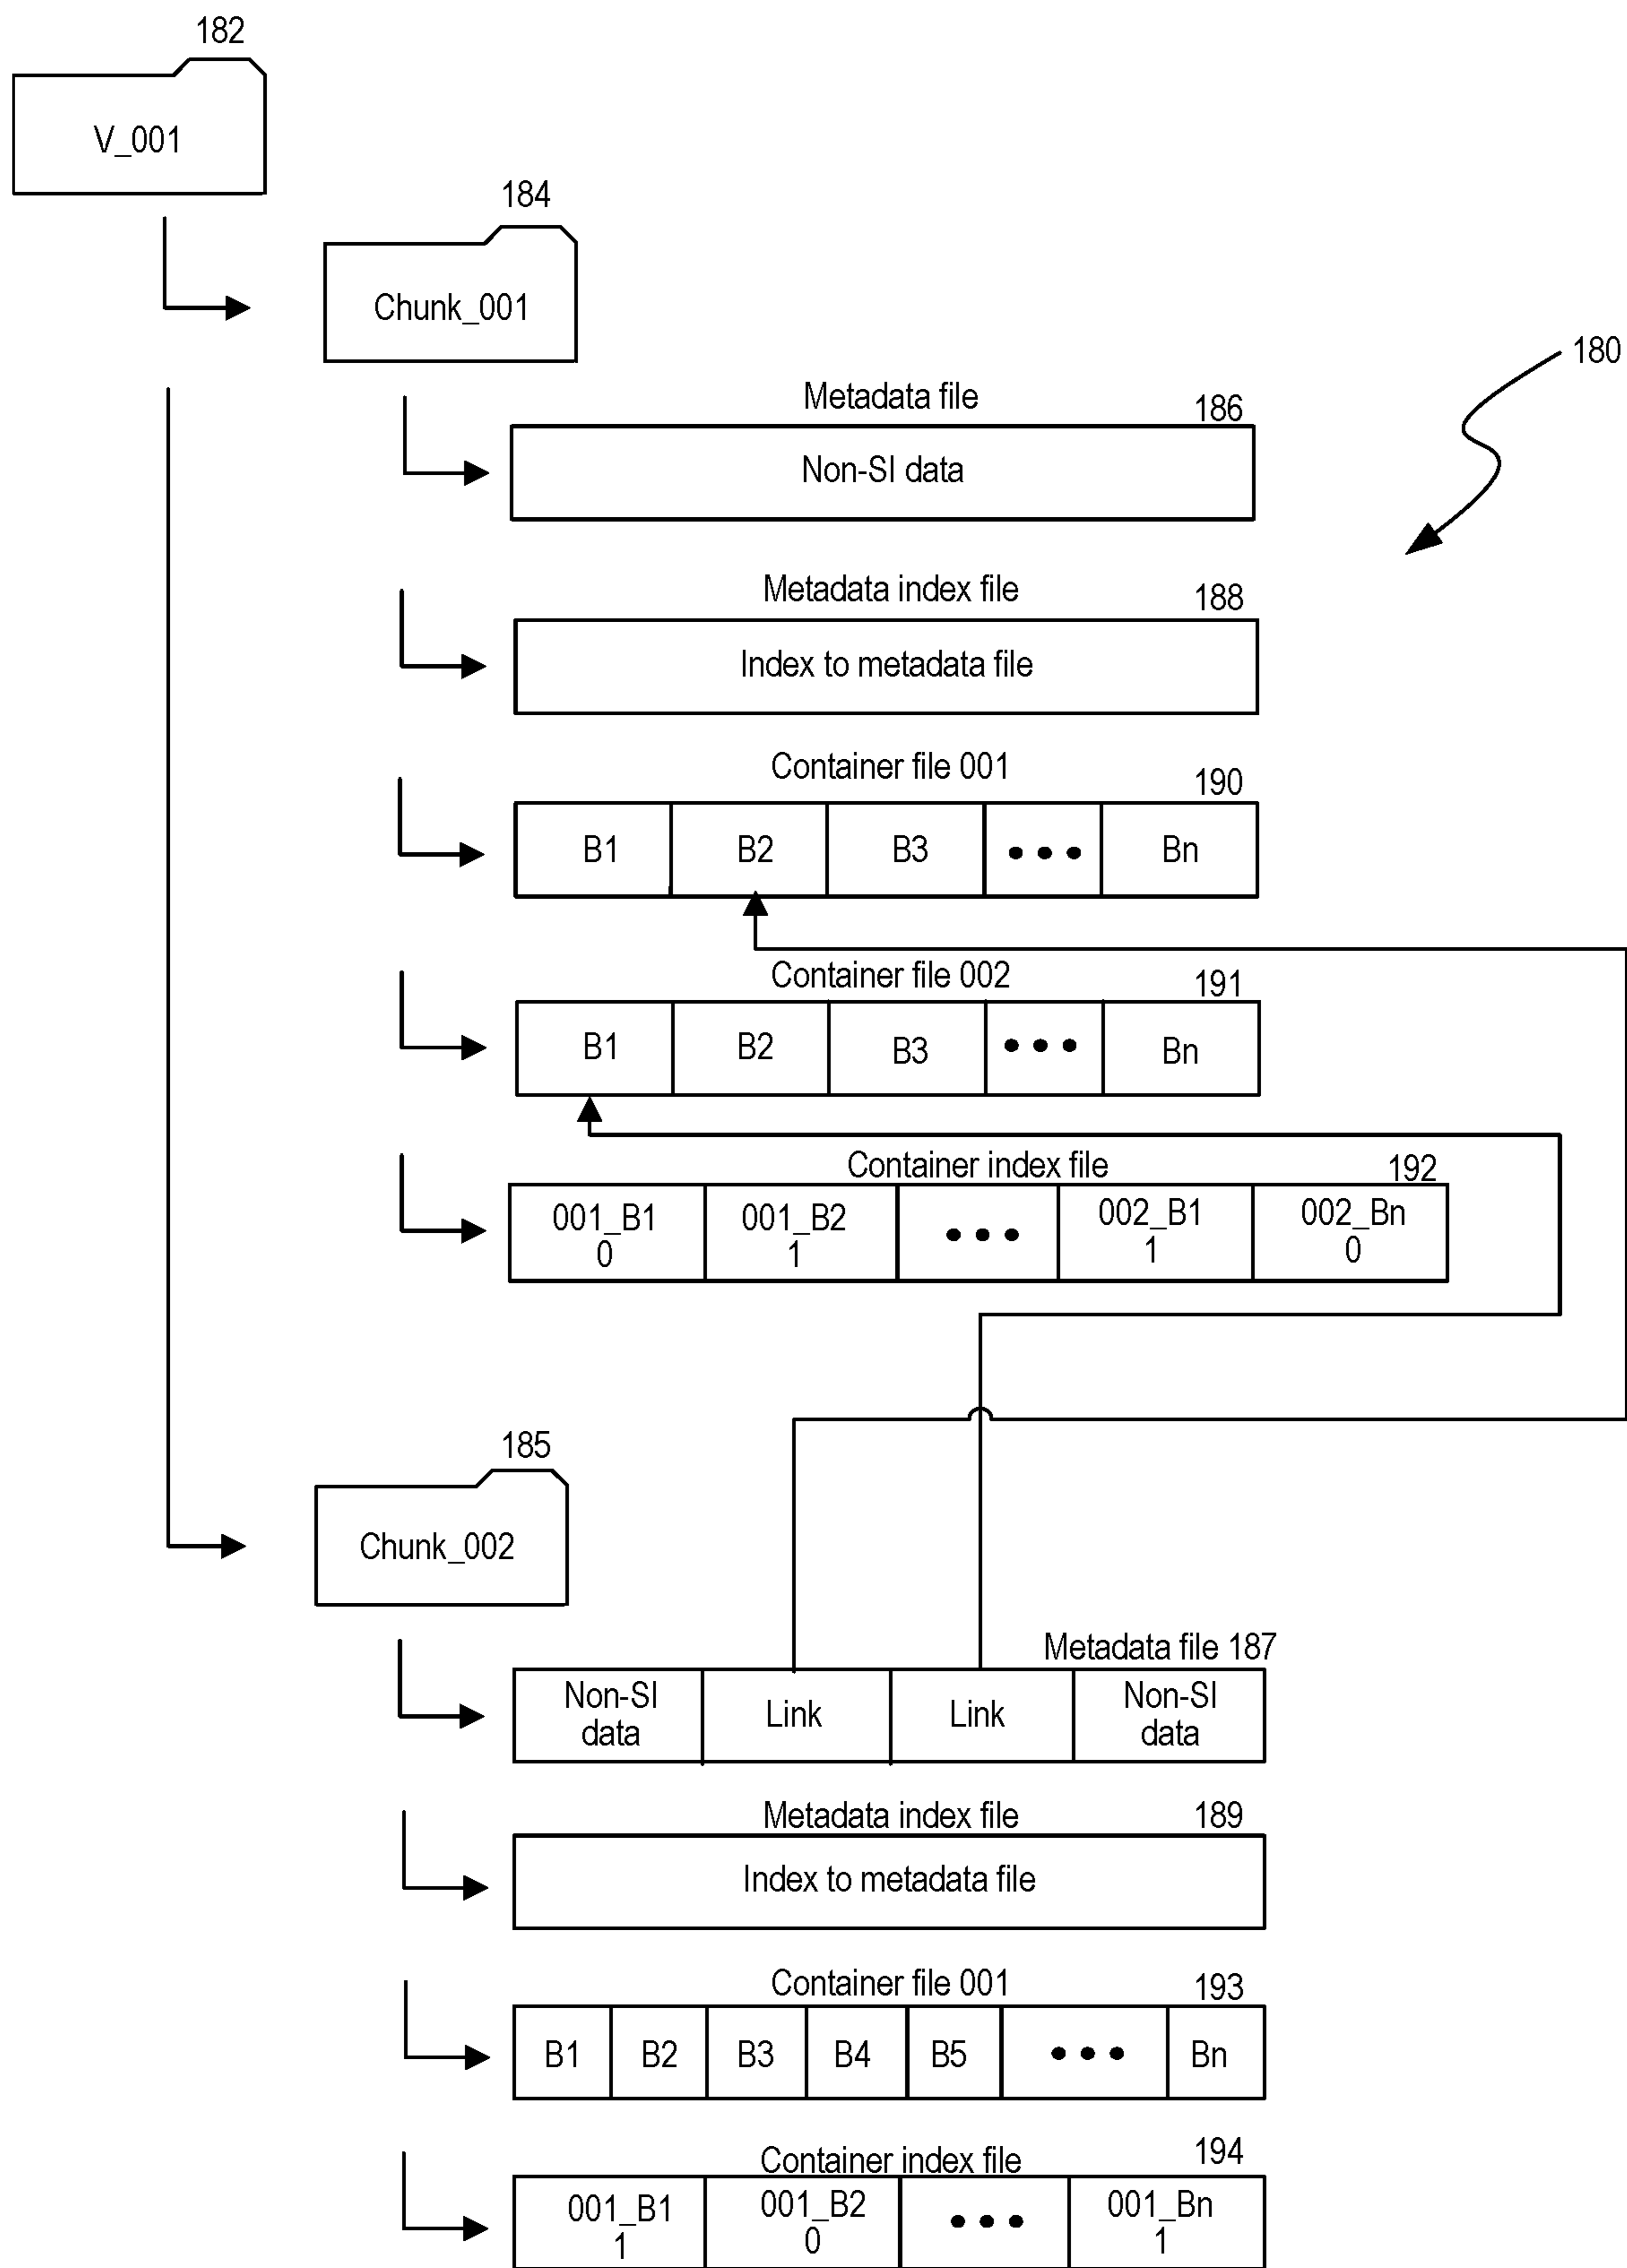 182
V_001
184
Chunk_001
180
Metadata file
186
Non-SI data
Metadata index file
188
Index to metadata file
Container file 001
190
B1 B2 B3 ••• Bn
Container file 002
191
B1 B2 B3 ••• Bn
Container index file
192
001_B1 001_B2 ••• 002_B1 002_Bn
0 1 1 0
185
Chunk_002
Metadata file 187
Non-SI Link Link Non-SI
data data
Metadata index file
189
Index to metadata file
Container file 001
193
B1 B2 B3 B4 B5 ••• Bn
Container index file
194
001_B1 001_B2 ••• 001_Bn
1 0 1